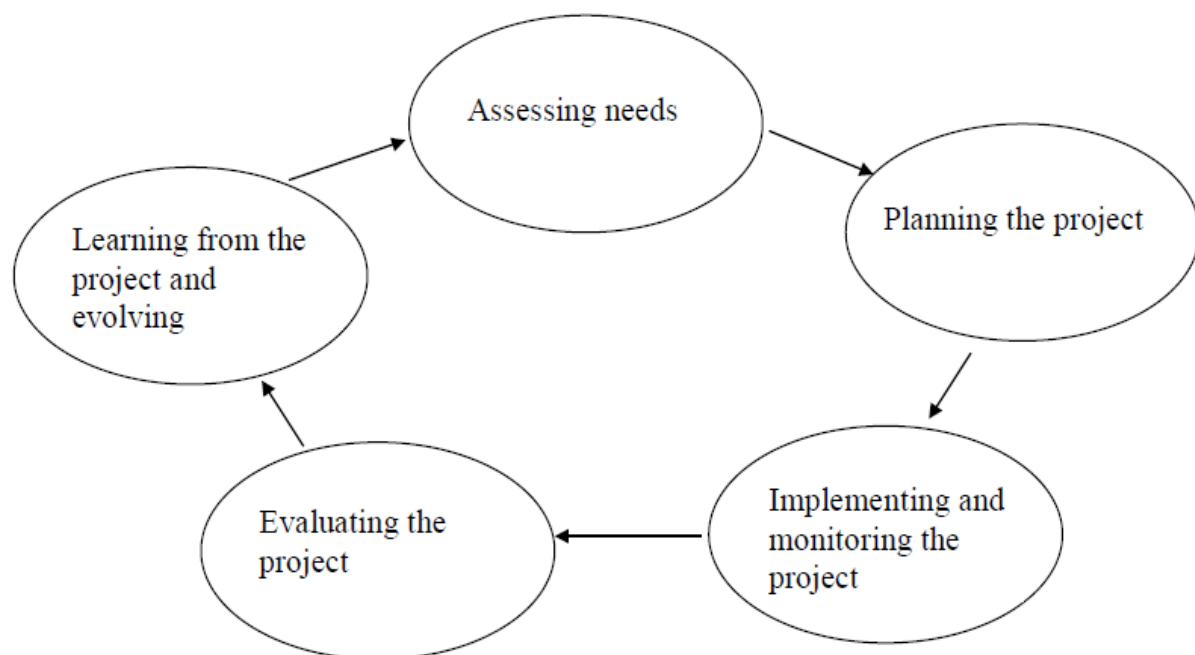 Assessing needs
Planning the project
Implementing and
monitoring the
project
Evaluating the
project
Learning from the
project and
evolving